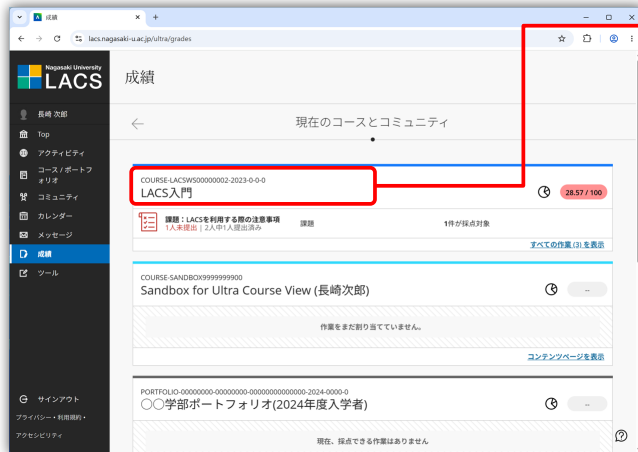 成績
lacs.nagasaki-u.ac.jp/ultra/grades
Nagasaki University
LACS
成績
長崎 次郎
Top
アクティビティ
コース / ポートフォリオ
コミュニティ
カレンダー
メッセージ
成績
ツール
サインアウト
プライバシー・利用規約・
アクセシビリティ
現在のコースとコミュニティ
COURSE-LACSWS00000002-2023-0-0-0
LACS入門
28.57 / 100
課題：LACSを利用する際の注意事項
1人未提出 | 2人中1人提出済み
課題
1件が採点対象
すべての作業 (3) を表示
COURSE-SANDBOX9999999900
Sandbox for Ultra Course View (長崎次郎)
--
作業をまだ割り当てていません。
コンテンツページを表示
PORTFOLIO-00000000-00000000-00000000000000-2024-0000-0
○○学部ポートフォリオ(2024年度入学者)
--
現在、採点できる作業はありません